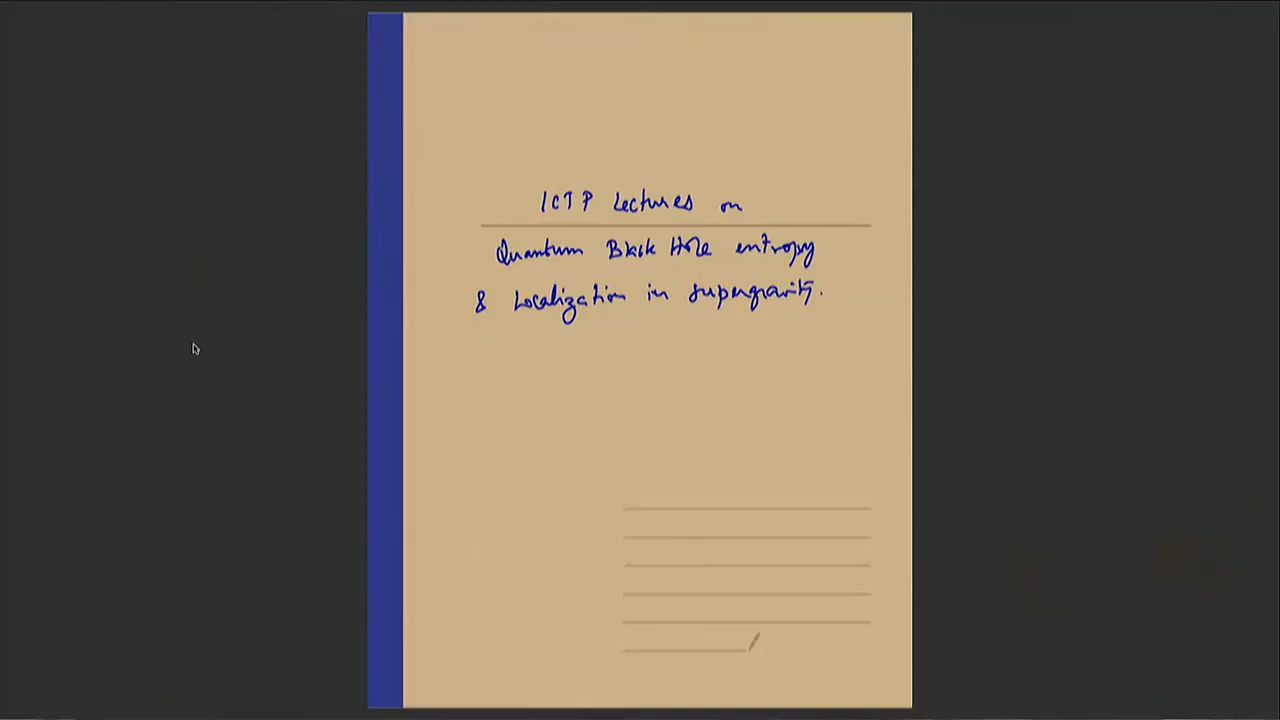 ICTP Lectures on
Quantum Black Hole entropy
& Localization in supergravity.